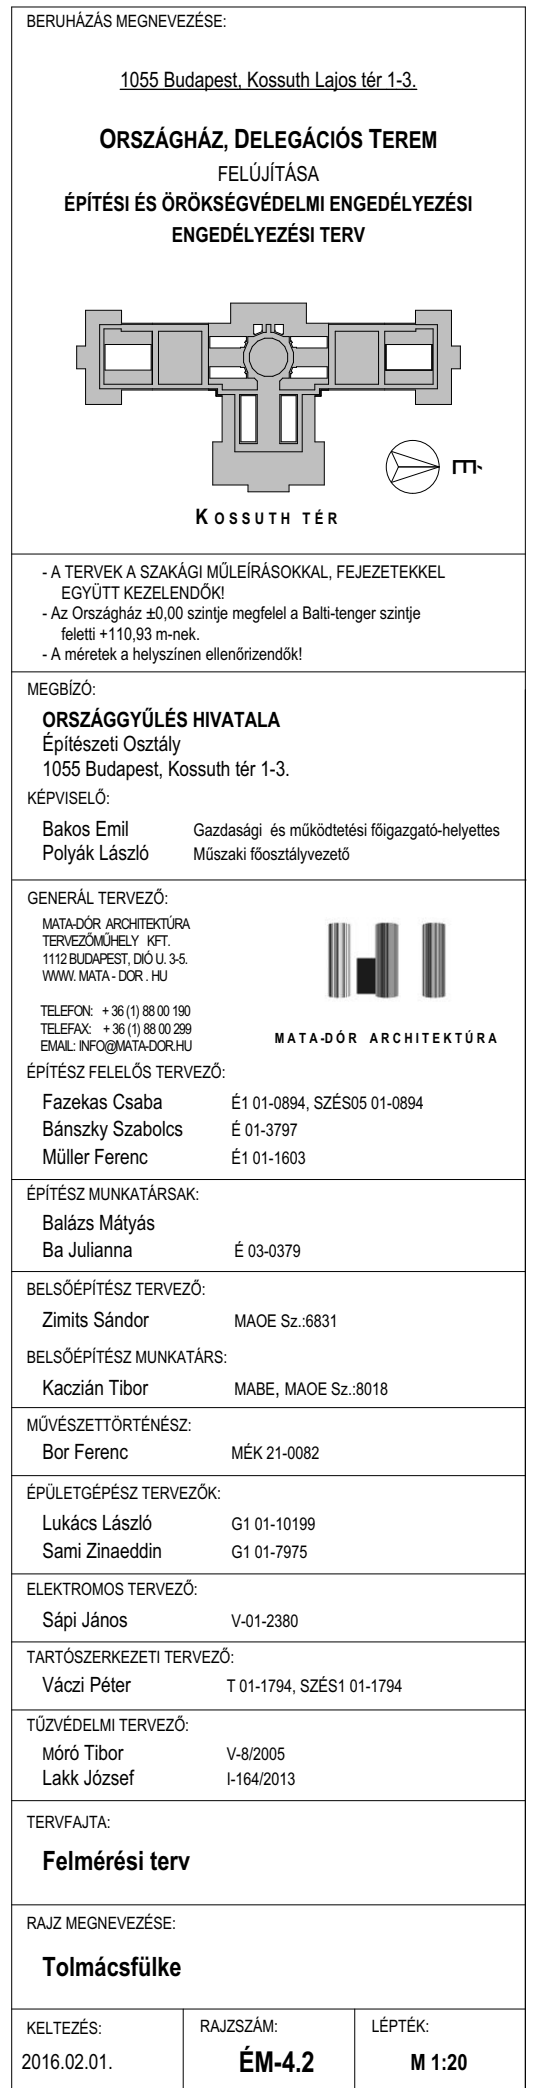 BERUHÁZÁS MEGNEVEZÉSE:
1055 Budapest, Kossuth Lajos tér 1-3.
ORSZÁGHÁZ, DELEGÁCIÓS TEREM
FELÚJÍTÁSA
ÉPÍTÉSI ÉS ÖRÖKSÉGVÉDELMI ENGEDÉLYEZÉSI
ENGEDÉLYEZÉSI TERV
É
KOSSUTH TÉR
- A TERVEK A SZAKÁGI MŰLEÍRÁSOKKAL, FEJEZETEKKEL
EGYÜTT KEZELENDŐK!
- Az Országház ±0,00 szintje megfelel a Balti-tenger szintje
feletti +110,93 m-nek.
- A méretek a helyszínen ellenőrizendők!
MEGBÍZÓ:
ORSZÁGGYŰLÉS HIVATALA
Építészeti Osztály
1055 Budapest, Kossuth tér 1-3.
KÉPVISELŐ:
Bakos Emil Gazdasági és működtetési főigazgató-helyettes
Polyák László Műszaki főosztályvezető
GENERÁL TERVEZŐ:
MATA-DÓR ARCHITEKTÚRA
TERVEZŐMŰHELY KFT.
1112 BUDAPEST, DIÓ U. 3-5.
WWW. MATA - DOR . HU
TELEFON: + 36 (1) 88 00 190
TELEFAX: + 36 (1) 88 00 299
EMAIL: INFO@MATA-DOR.HU
MATA-DÓR ARCHITEKTÚRA
ÉPÍTÉSZ FELELŐS TERVEZŐ:
Fazekas Csaba É1 01-0894, SZÉS05 01-0894
Bánszky Szabolcs É 01-3797
Müller Ferenc É1 01-1603
ÉPÍTÉSZ MUNKATÁRSAK:
Balázs Mátyás
Ba Julianna É 03-0379
BELSŐÉPÍTÉSZ TERVEZŐ:
Zimits Sándor MAOE Sz.:6831
BELSŐÉPÍTÉSZ MUNKATÁRS:
Kaczián Tibor MABE, MAOE Sz.:8018
MŰVÉSZETTÖRTÉNÉSZ:
Bor Ferenc MÉK 21-0082
ÉPÜLETGÉPÉSZ TERVEZŐK:
Lukács László G1 01-10199
Sami Zinaeddin G1 01-7975
ELEKTROMOS TERVEZŐ:
Sápi János V-01-2380
TARTÓSZERKEZETI TERVEZŐ:
Váczi Péter T 01-1794, SZÉS1 01-1794
TŰZVÉDELMI TERVEZŐ:
Móró Tibor V-8/2005
Lakk József I-164/2013
TERVFAJTA:
Felmérési terv
RAJZ MEGNEVEZÉSE:
Tolmácsfülke
KELTEZÉS: RAJZSZÁM: LÉPTÉK:
2016.02.01. ÉM-4.2 M 1:20